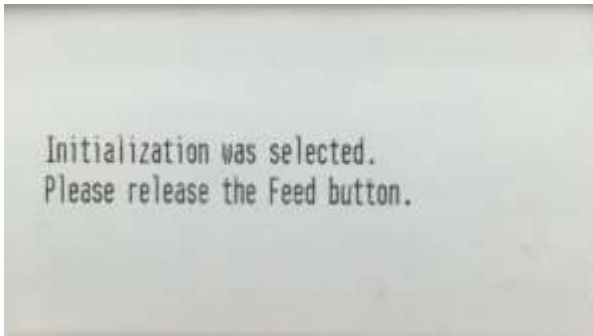 Initialization was selected.
Please release the Feed button.